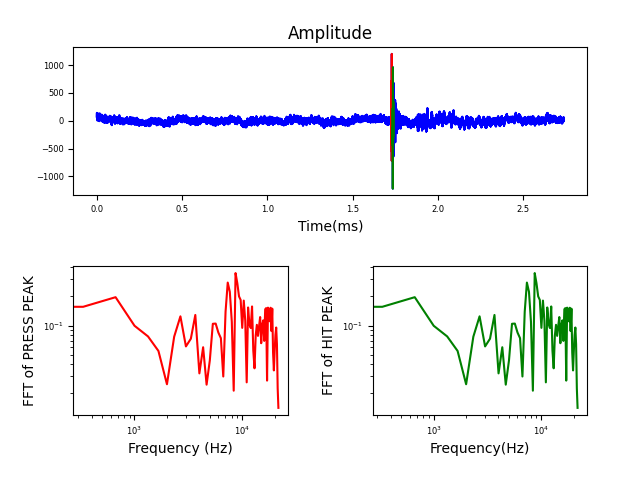 Amplitude
1000
500
0
−500
−1000
0.0 0.5 1.0 1.5 2.0 2.5
Time(ms)
FFT of PRESS PEAK
10⁻¹
10³ 10⁴
Frequency (Hz)
FFT of HIT PEAK
10⁻¹
10³ 10⁴
Frequency(Hz)